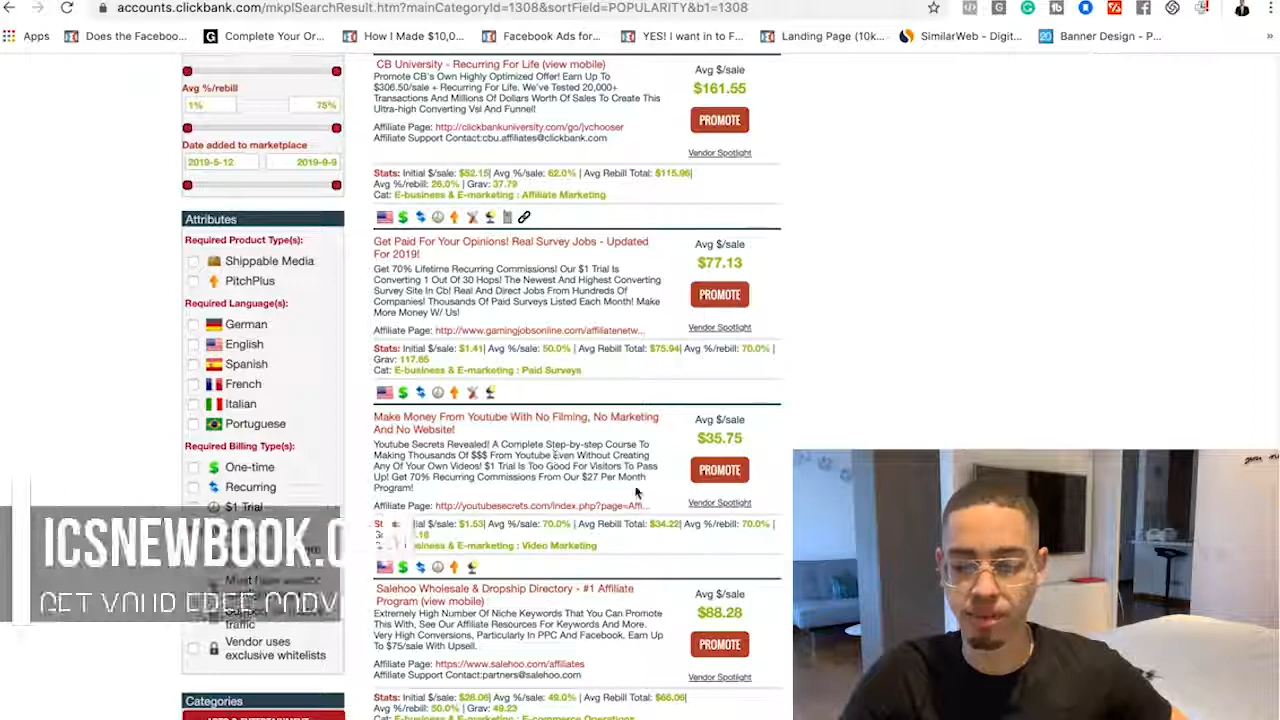 accounts.clickbank.com/mkplSearchResult.htm?mainCategoryId=1308&sortField=POPULARITY&b1=1308
Apps Does the Faceboo... Complete Your Or... How I Made $10,0... Facebook Ads for... YES! I want in to F... Landing Page (10k... SimilarWeb - Digit... Banner Design - P... »
Avg %/rebill
1% 75%
Date added to marketplace
2019-5-12 2019-9-9
Attributes
Required Product Type(s):
Shippable Media
PitchPlus
Required Language(s):
German
English
Spanish
French
Italian
Portuguese
Required Billing Type(s):
One-time
Recurring
$1 Trial
traffic
Vendor uses
exclusive whitelists
Categories
CB University - Recurring For Life (view mobile)
Promote CB's Own Highly Optimized Offer! Earn Up To
$306.50/sale + Recurring For Life. We've Tested 20,000+
Transactions And Millions Of Dollars Worth Of Sales To Create This
Ultra-high Converting Vsl And Funnel!
Affiliate Page: http://clickbankuniversity.com/go/jvchooser
Affiliate Support Contact:cbu.affiliates@clickbank.com
Avg $/sale
$161.55
PROMOTE
Vendor Spotlight
Stats: Initial $/sale: $52.15| Avg %/sale: 62.0% | Avg Rebill Total: $115.96|
Avg %/rebill: 26.0% | Grav: 37.79
Cat: E-business & E-marketing : Affiliate Marketing
Get Paid For Your Opinions! Real Survey Jobs - Updated
For 2019!
Get 70% Lifetime Recurring Commissions! Our $1 Trial Is
Converting 1 Out Of 30 Hops! The Newest And Highest Converting
Survey Site In Cb! Real And Direct Jobs From Hundreds Of
Companies! Thousands Of Paid Surveys Listed Each Month! Make
More Money W/ Us!
Affiliate Page: http://www.gamingjobsonline.com/affiliatenetw...
Avg $/sale
$77.13
PROMOTE
Vendor Spotlight
Stats: Initial $/sale: $1.41| Avg %/sale: 50.0% | Avg Rebill Total: $75.94| Avg %/rebill: 70.0% |
Grav: 117.65
Cat: E-business & E-marketing : Paid Surveys
Make Money From Youtube With No Filming, No Marketing
And No Website!
Youtube Secrets Revealed! A Complete Step-by-step Course To
Making Thousands Of $$$ From Youtube Even Without Creating
Any Of Your Own Videos! $1 Trial Is Too Good For Visitors To Pass
Up! Get 70% Recurring Commissions From Our $27 Per Month
Program!
Affiliate Page: http://youtubesecrets.com/index.php?page=Affi...
Avg $/sale
$35.75
PROMOTE
Vendor Spotlight
ial $/sale: $1.53| Avg %/sale: 70.0% | Avg Rebill Total: $34.22| Avg %/rebill: 70.0% |
siness & E-marketing : Video Marketing
Salehoo Wholesale & Dropship Directory - #1 Affiliate
Program (view mobile)
Extremely High Number Of Niche Keywords That You Can Promote
This With, See Our Affiliate Resources For Keywords And More.
Very High Conversions, Particularly In PPC And Facebook. Earn Up
To $75/sale With Upsell.
Affiliate Page: https://www.salehoo.com/affiliates
Affiliate Support Contact:partners@salehoo.com
Avg $/sale
$88.28
PROMOTE
Vendor Spotlight
Stats: Initial $/sale: $28.06| Avg %/sale: 49.0% | Avg Rebill Total: $66.06|
Avg %/rebill: 50.0% | Grav: 49.23
Cat: E-business & E-marketing : E-commerce Operations
ICSNEWBOOK.C